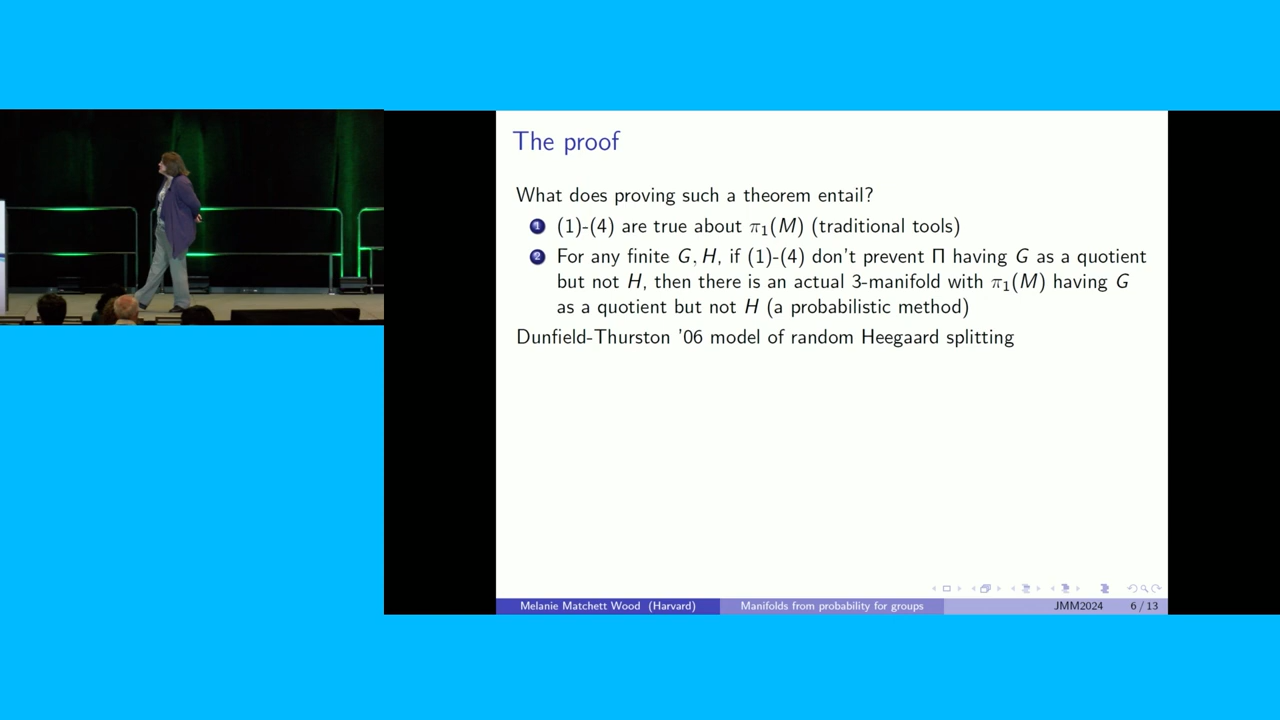 The proof
What does proving such a theorem entail?
1 (1)-(4) are true about π₁(M) (traditional tools)
2 For any finite G, H, if (1)-(4) don't prevent Π having G as a quotient
but not H, then there is an actual 3-manifold with π₁(M) having G
as a quotient but not H (a probabilistic method)
Dunfield-Thurston '06 model of random Heegaard splitting
Melanie Matchett Wood (Harvard) Manifolds from probability for groups JMM2024 6 / 13